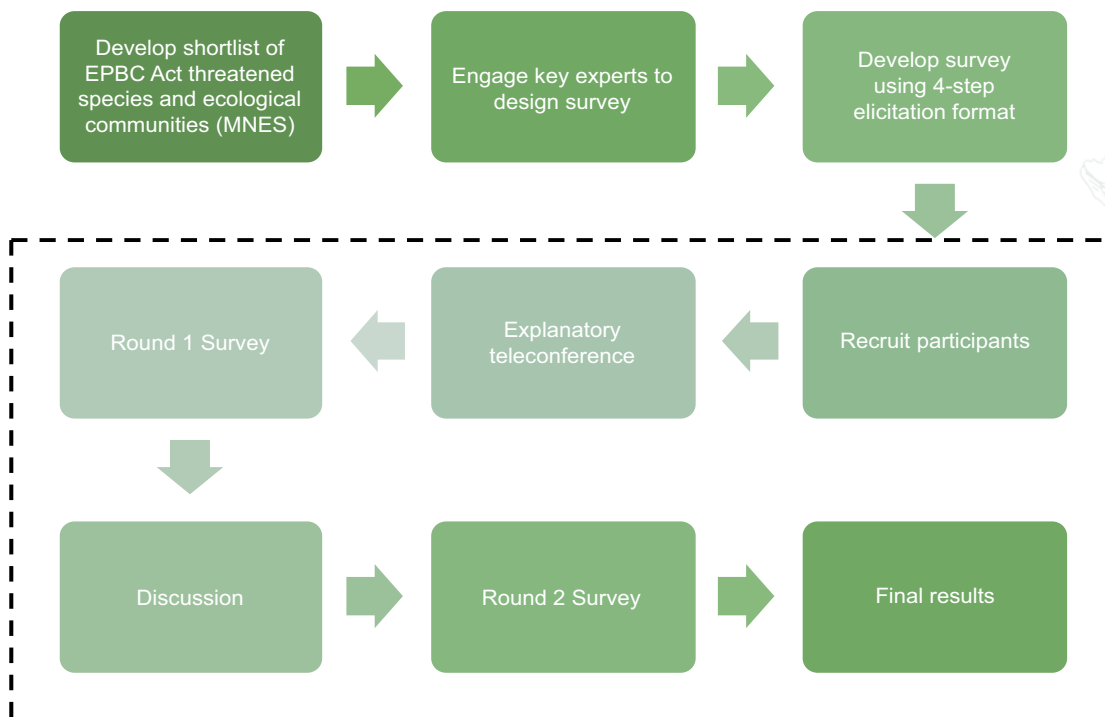 Develop shortlist of
EPBC Act threatened
species and ecological
communities (MNES)
Engage key experts to
design survey
Develop survey
using 4-step
elicitation format
Recruit participants
Explanatory
teleconference
Round 1 Survey
Discussion
Round 2 Survey
Final results